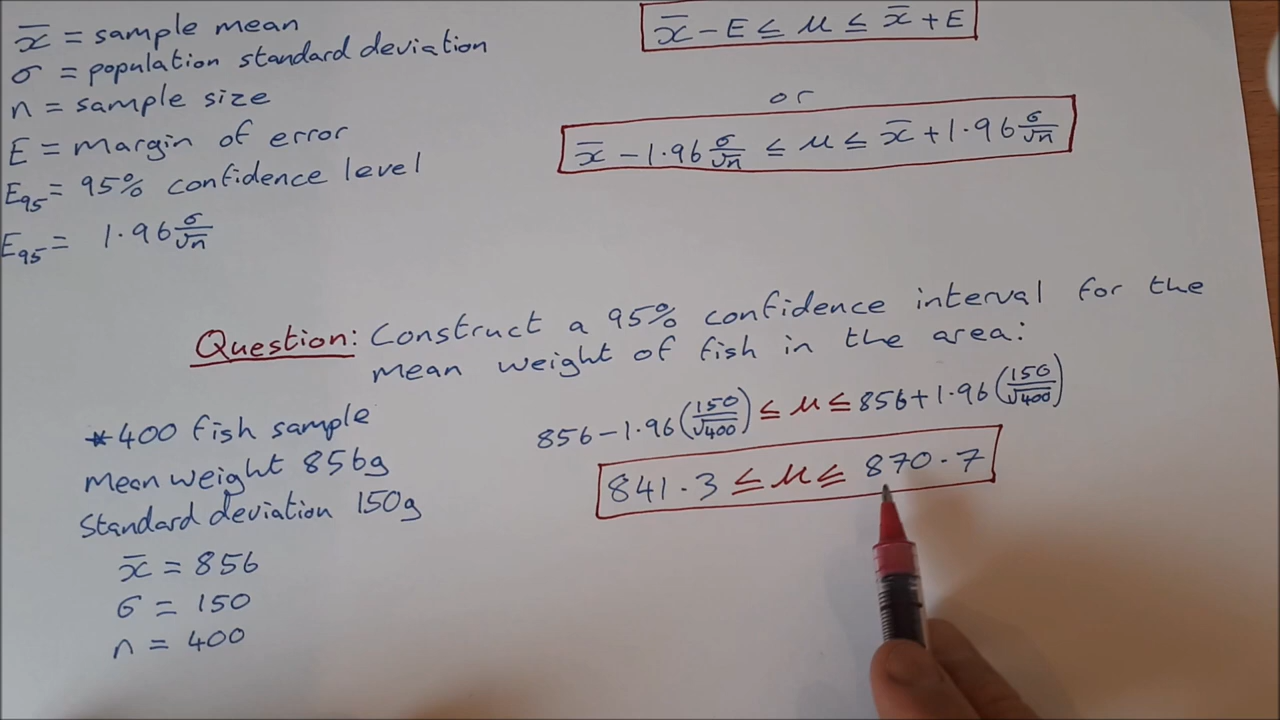 x̄ = sample mean
σ = population standard deviation
n = sample size
E = margin of error
E₉₅ = 95% confidence level
E₉₅ = 1.96 σ/√n
x̄ − E ≤ μ ≤ x̄ + E
or
x̄ − 1.96 σ/√n ≤ μ ≤ x̄ + 1.96 σ/√n
Question: Construct a 95% confidence interval for the
mean weight of fish in the area:
*400 fish sample
Mean weight 856g
Standard deviation 150g
x̄ = 856
σ = 150
n = 400
856 − 1.96 (150/√400) ≤ μ ≤ 856 + 1.96 (150/√400)
841.3 ≤ μ ≤ 870.7